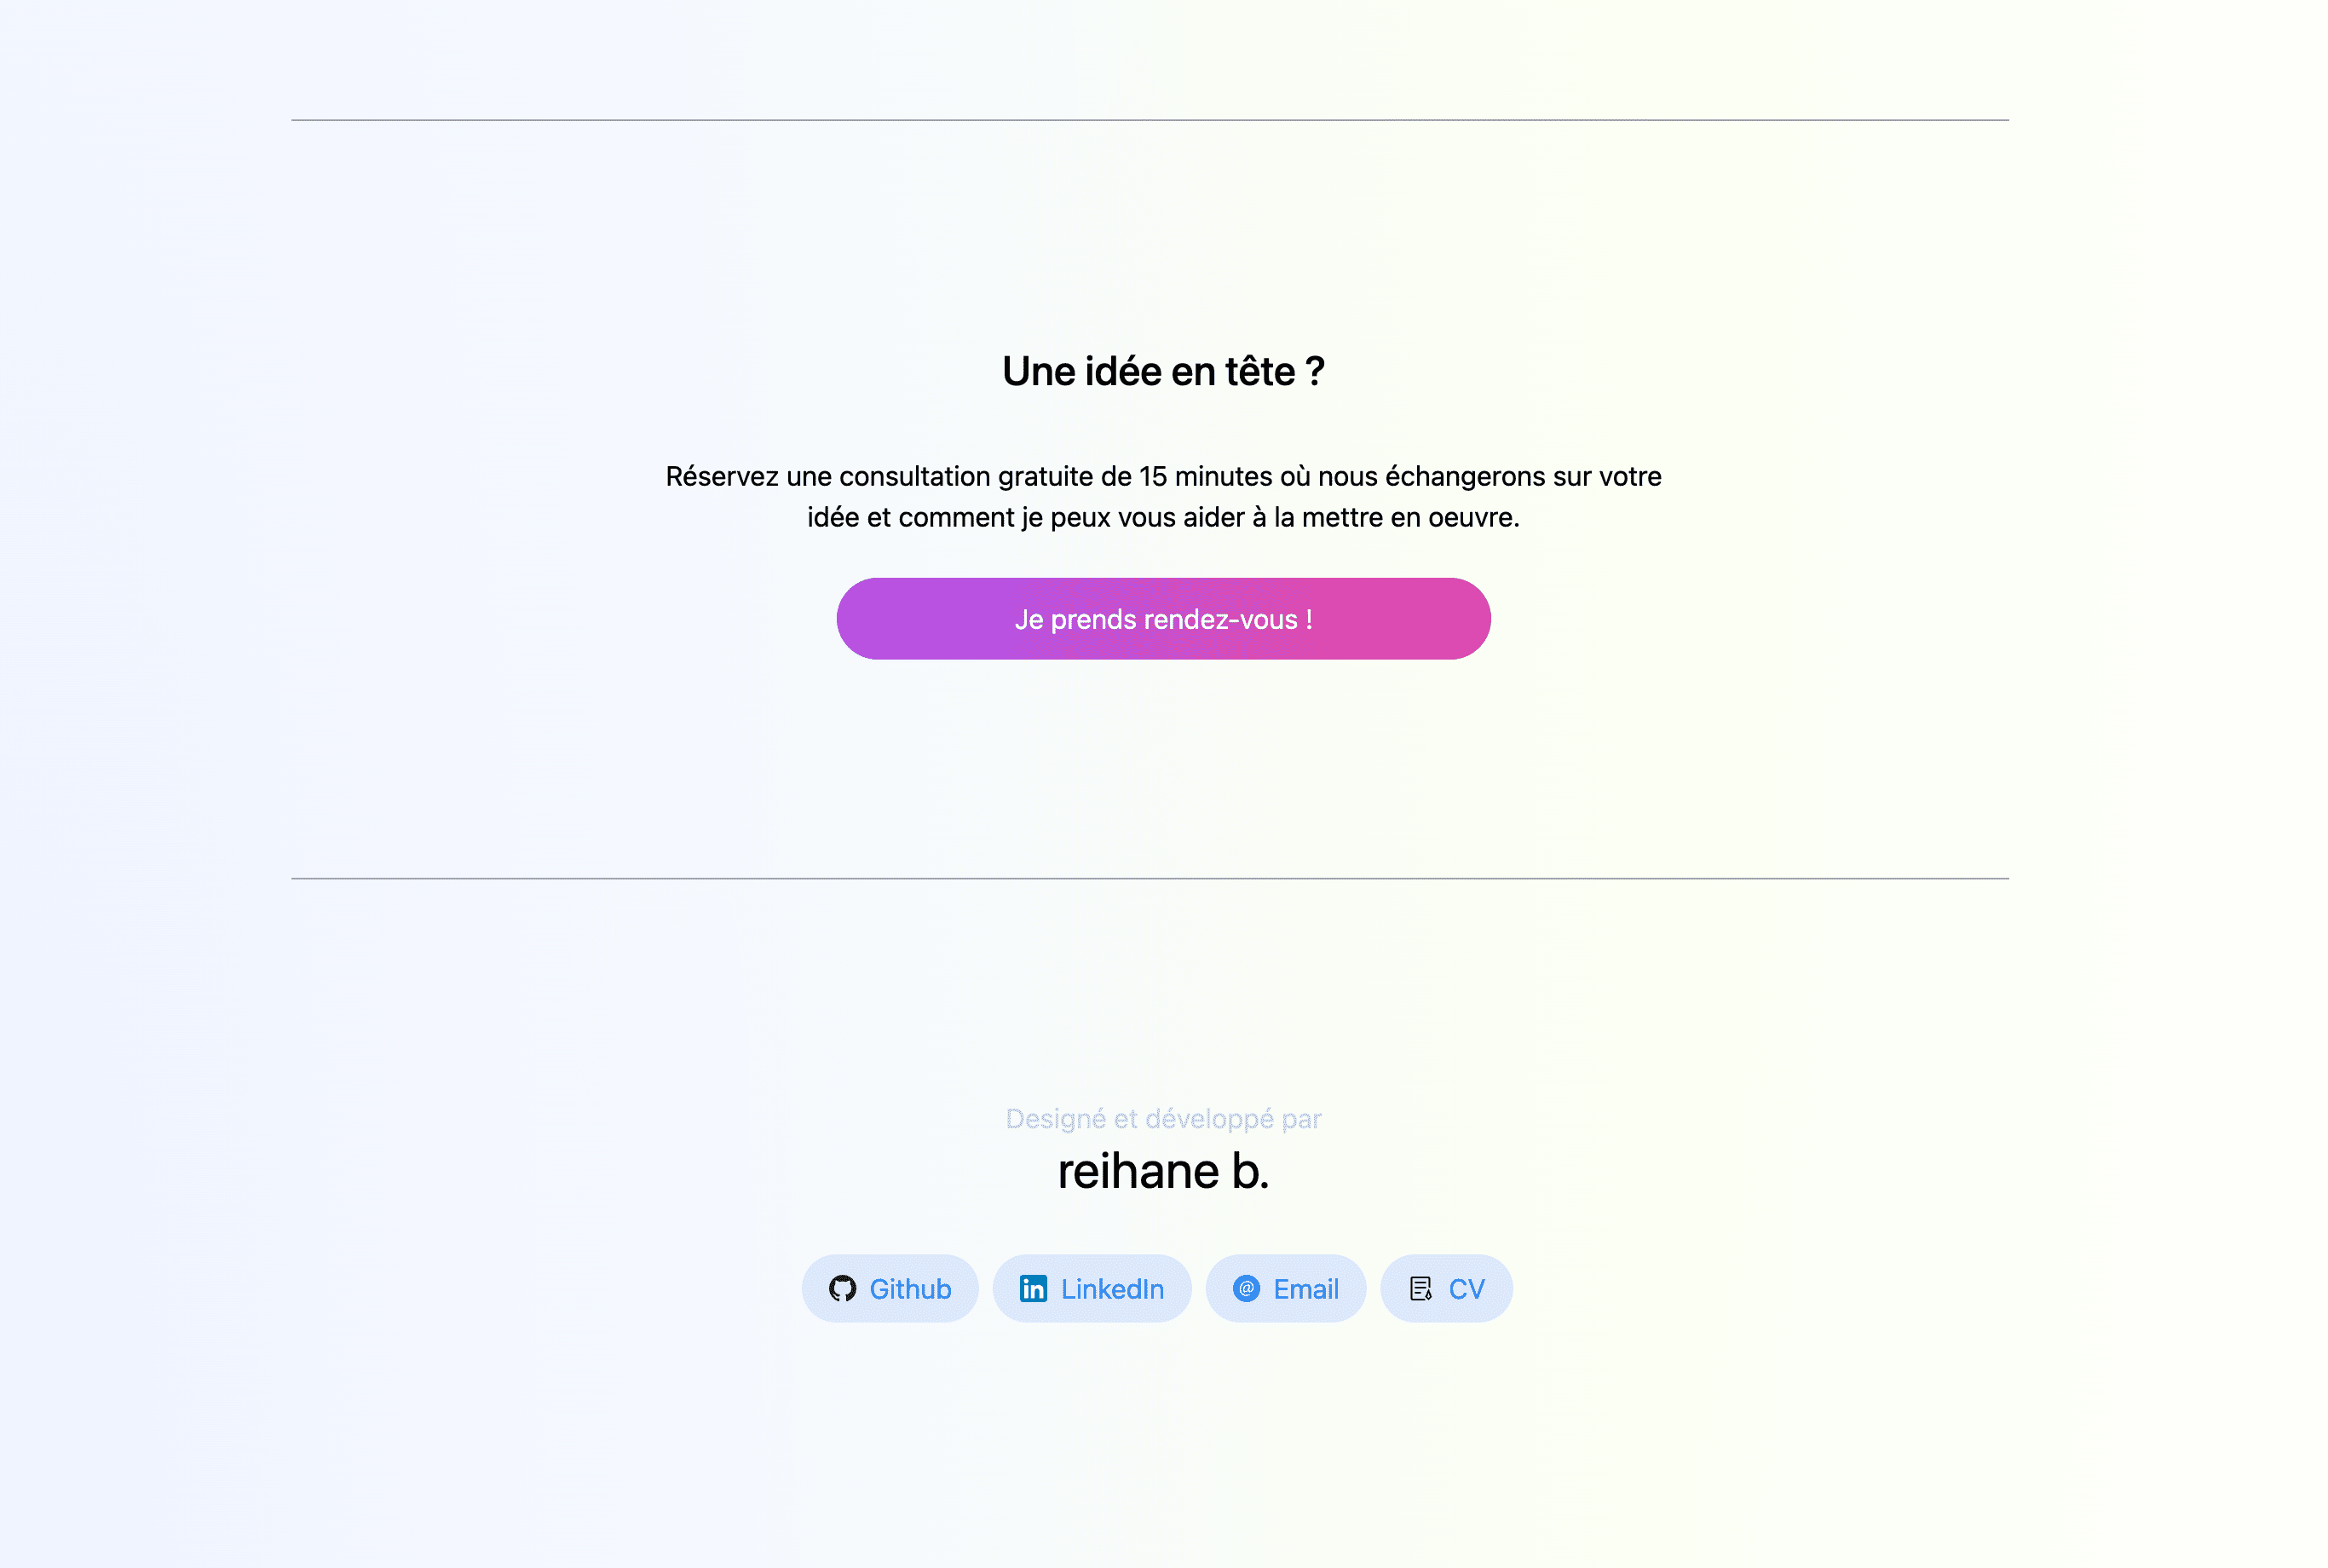 Une idée en tête ?
Réservez une consultation gratuite de 15 minutes où nous échangerons sur votre
idée et comment je peux vous aider à la mettre en oeuvre.
Je prends rendez-vous !
Designé et développé par
reihane b.
Github
LinkedIn
Email
CV